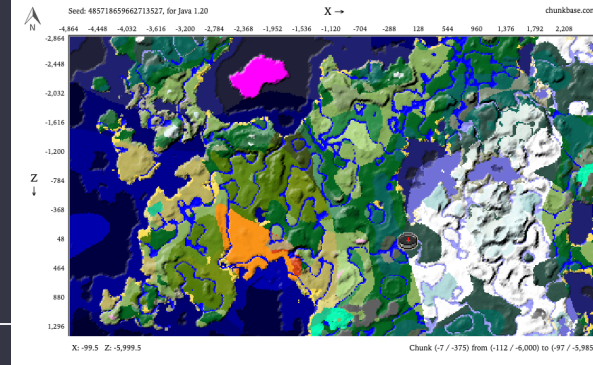 Seed: 485718659662713527, for Java 1.20
X →
chunkbase.com
N
-4,864 -4,448 -4,032 -3,616 -3,200 -2,784 -2,368 -1,952 -1,536 -1,120 -704 -288 128 544 960 1,376 1,792 2,208
-2,864
-2,448
-2,032
-1,616
-1,200
-784
-368
48
464
880
1,296
Z
↓
X: -99.5 Z: -5,999.5
Chunk (-7 / -375) from (-112 / -6,000) to (-97 / -5,985